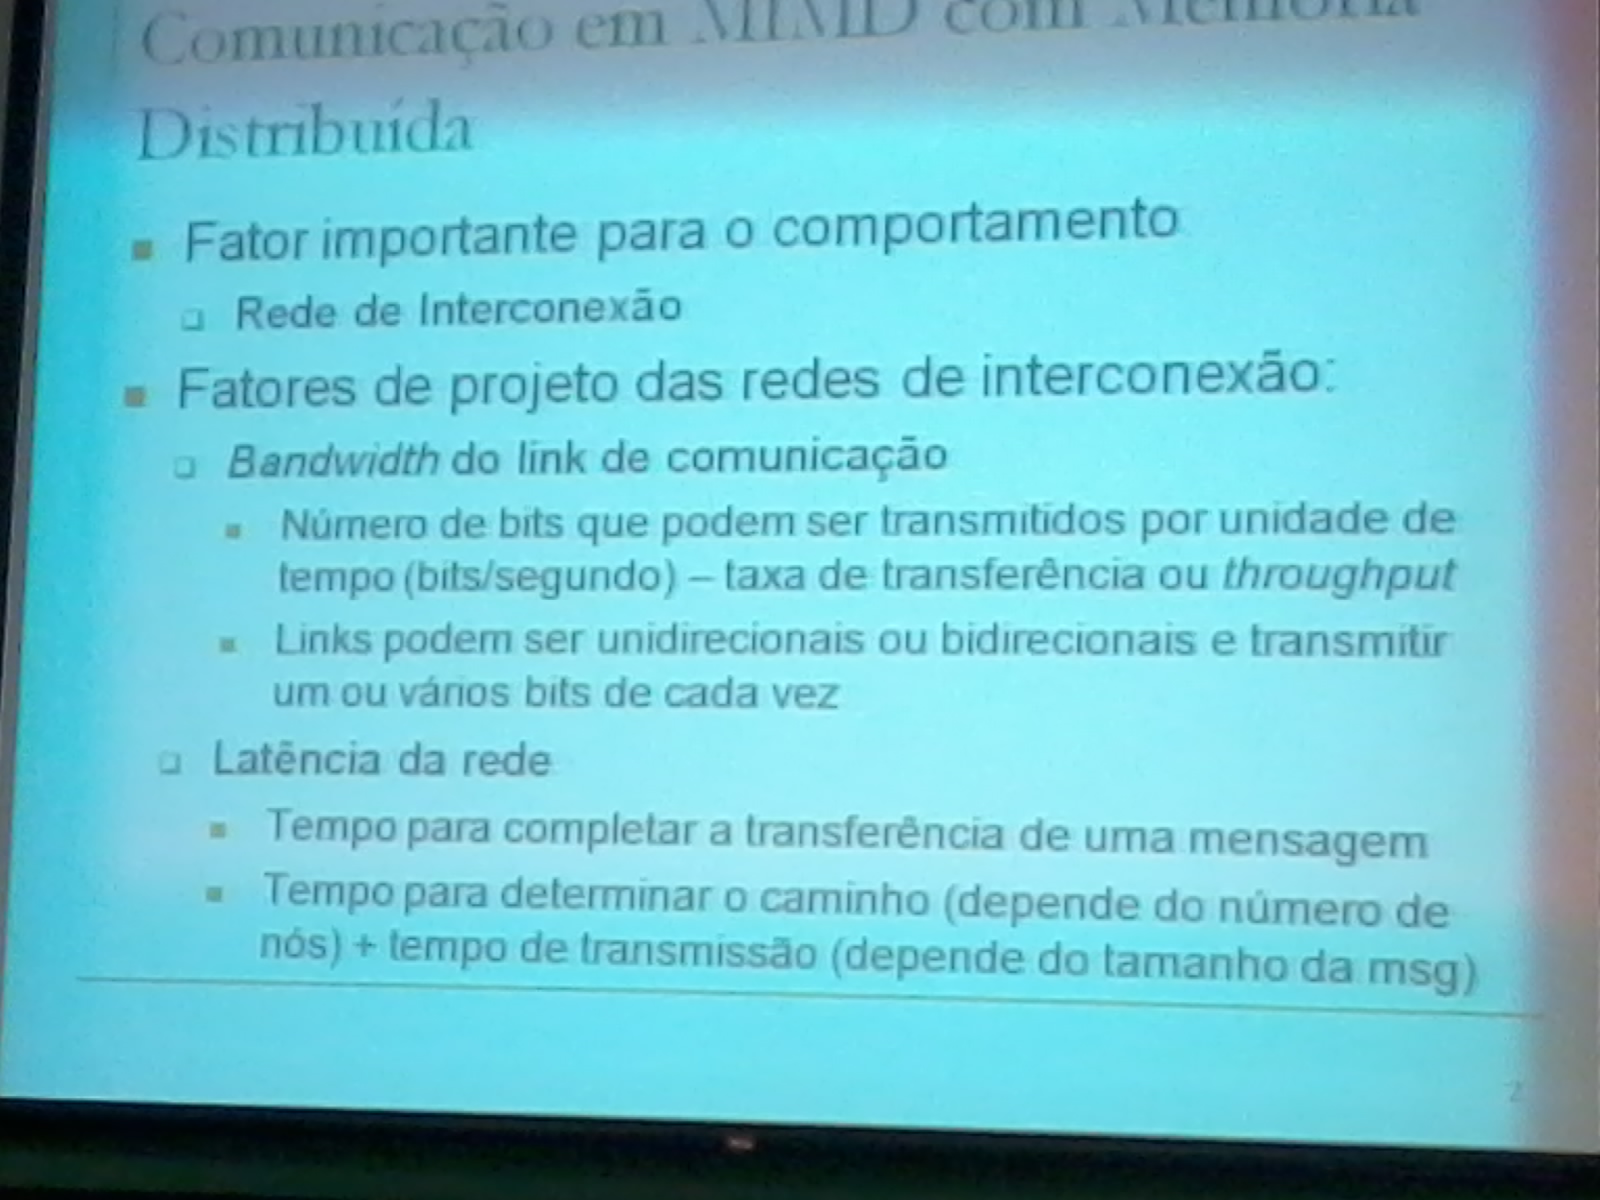 Comunicação em MIMD com Memória
Distribuída
Fator importante para o comportamento
Rede de Interconexão
Fatores de projeto das redes de interconexão:
Bandwidth do link de comunicação
Número de bits que podem ser transmitidos por unidade de
tempo (bits/segundo) – taxa de transferência ou throughput
Links podem ser unidirecionais ou bidirecionais e transmitir
um ou vários bits de cada vez
Latência da rede
Tempo para completar a transferência de uma mensagem
Tempo para determinar o caminho (depende do número de
nós) + tempo de transmissão (depende do tamanho da msg)
2